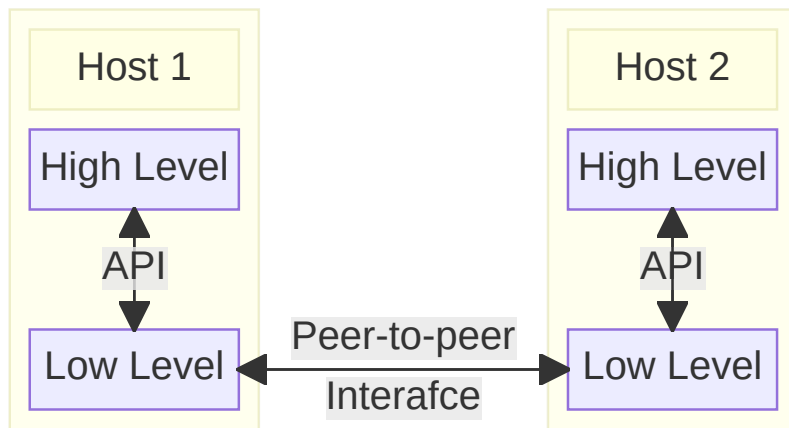 Host 1
Host 2
High Level
High Level
API
API
Peer-to-peer
Low Level
Low Level
Interafce